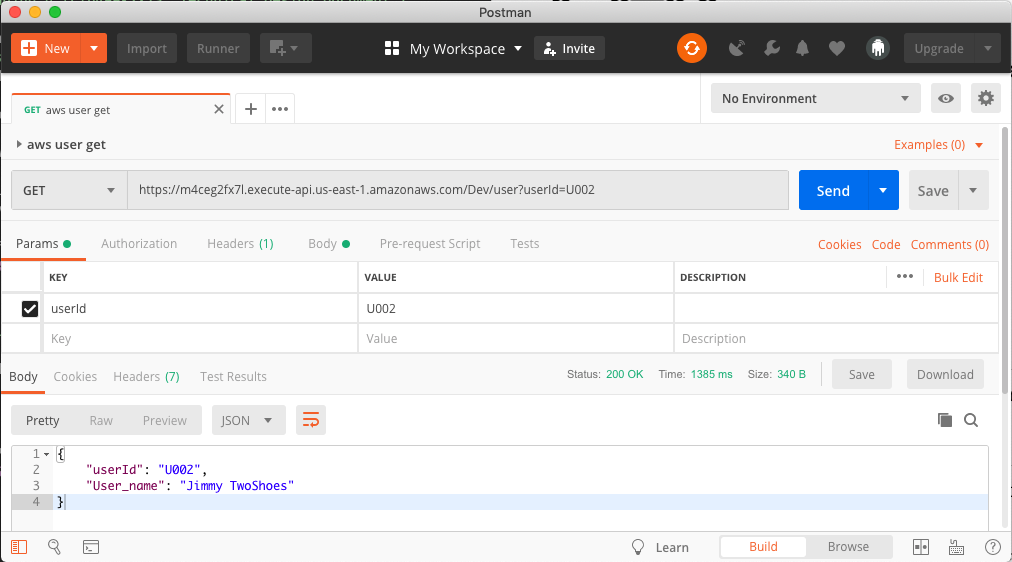 Postman
New Import Runner My Workspace Invite Upgrade
GET aws user get No Environment
aws user get Examples (0)
GET https://m4ceg2fx7l.execute-api.us-east-1.amazonaws.com/Dev/user?userId=U002 Send Save
Params Authorization Headers (1) Body Pre-request Script Tests Cookies Code Comments (0)
KEY VALUE DESCRIPTION ••• Bulk Edit
userId U002
Key Value Description
Body Cookies Headers (7) Test Results Status: 200 OK Time: 1385 ms Size: 340 B Save Download
Pretty Raw Preview JSON
1 {
2 "userId": "U002",
3 "User_name": "Jimmy TwoShoes"
4 }
Learn Build Browse